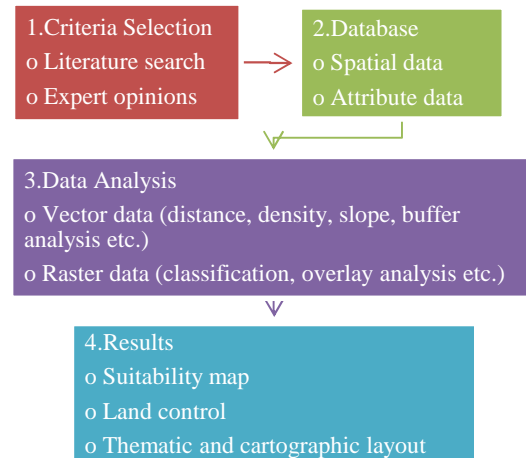 1.Criteria Selection
o Literature search
o Expert opinions
2.Database
o Spatial data
o Attribute data
3.Data Analysis
o Vector data (distance, density, slope, buffer
analysis etc.)
o Raster data (classification, overlay analysis etc.)
4.Results
o Suitability map
o Land control
o Thematic and cartographic layout